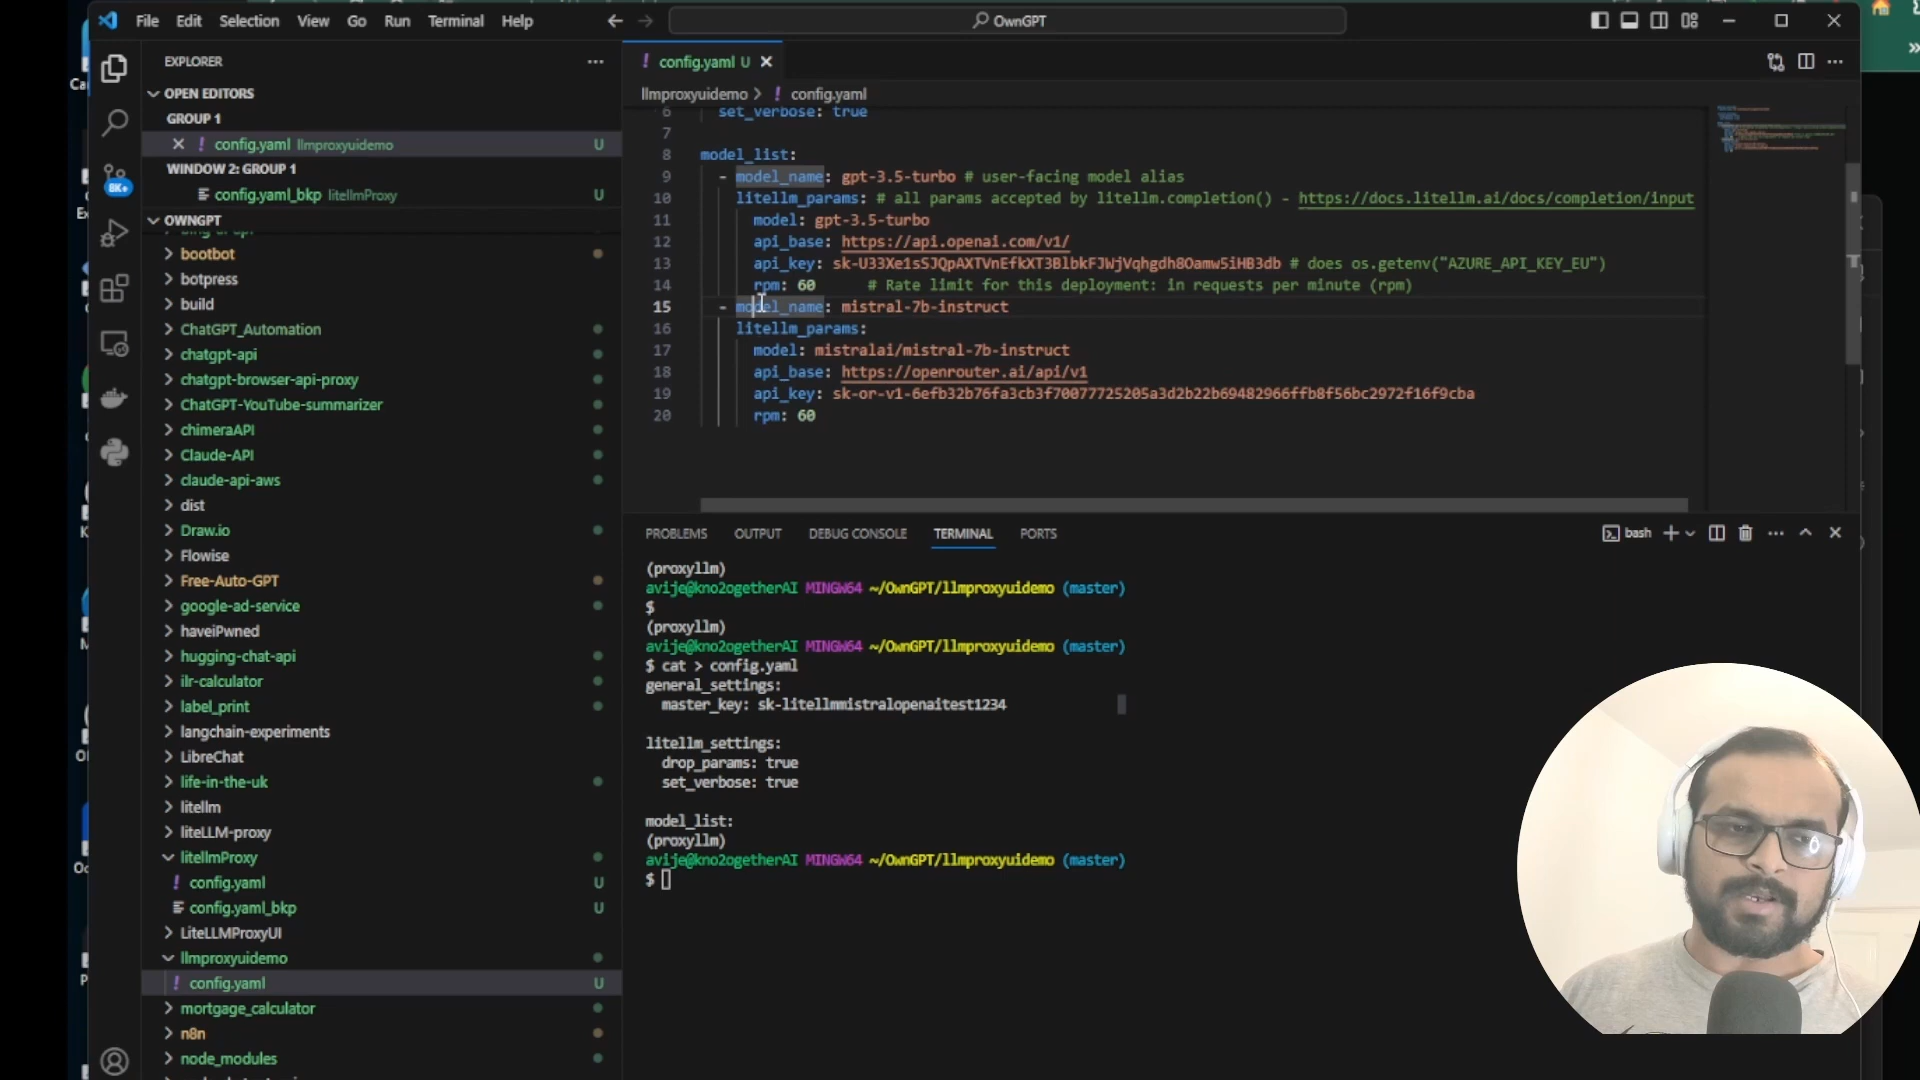 File Edit Selection View Go Run Terminal Help
OwnGPT
EXPLORER
OPEN EDITORS
GROUP 1
config.yaml llmproxyuidemo U
WINDOW 2: GROUP 1
config.yaml_bkp litellmProxy U
OWNGPT
bootbot
botpress
build
ChatGPT_Automation
chatgpt-api
chatgpt-browser-api-proxy
ChatGPT-YouTube-summarizer
chimeraAPI
Claude-API
claude-api-aws
dist
Draw.io
Flowise
Free-Auto-GPT
google-ad-service
haveiPwned
hugging-chat-api
ilr-calculator
label_print
langchain-experiments
LibreChat
life-in-the-uk
litellm
liteLLM-proxy
litellmProxy
config.yaml U
config.yaml_bkp U
LiteLLMProxyUI
llmproxyuidemo
config.yaml U
mortgage_calculator
n8n
node_modules
8K+
config.yaml U
llmproxyuidemo > config.yaml
6 set_verbose: true
7
8 model_list:
9 - model_name: gpt-3.5-turbo # user-facing model alias
10 litellm_params: # all params accepted by litellm.completion() - https://docs.litellm.ai/docs/completion/input
11 model: gpt-3.5-turbo
12 api_base: https://api.openai.com/v1/
13 api_key: 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 # does os.getenv("AZURE_API_KEY_EU")
14 rpm: 60 # Rate limit for this deployment: in requests per minute (rpm)
15 - model_name: mistral-7b-instruct
16 litellm_params:
17 model: mistralai/mistral-7b-instruct
18 api_base: https://openrouter.ai/api/v1
19 api_key: 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
20 rpm: 60
PROBLEMS OUTPUT DEBUG CONSOLE TERMINAL PORTS
bash
(proxyllm)
avije@kno2ogetherAI MINGW64 ~/OwnGPT/llmproxyuidemo (master)
$
(proxyllm)
avije@kno2ogetherAI MINGW64 ~/OwnGPT/llmproxyuidemo (master)
$ cat > config.yaml
general_settings:
master_key: sk-litellmmistralopenaitest1234
litellm_settings:
drop_params: true
set_verbose: true
model_list:
(proxyllm)
avije@kno2ogetherAI MINGW64 ~/OwnGPT/llmproxyuidemo (master)
$